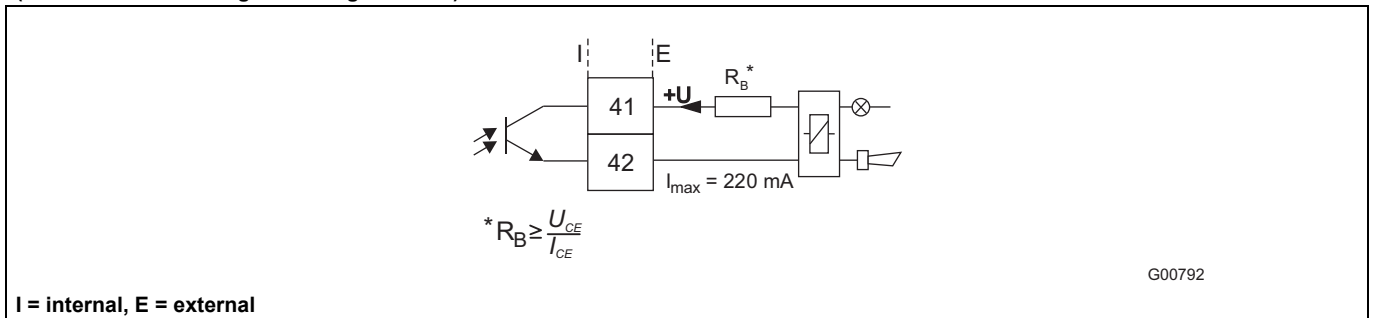 I E
R_B*
41 +U
42
I_max = 220 mA
* R_B ≥ U_CE / I_CE
G00792
I = internal, E = external